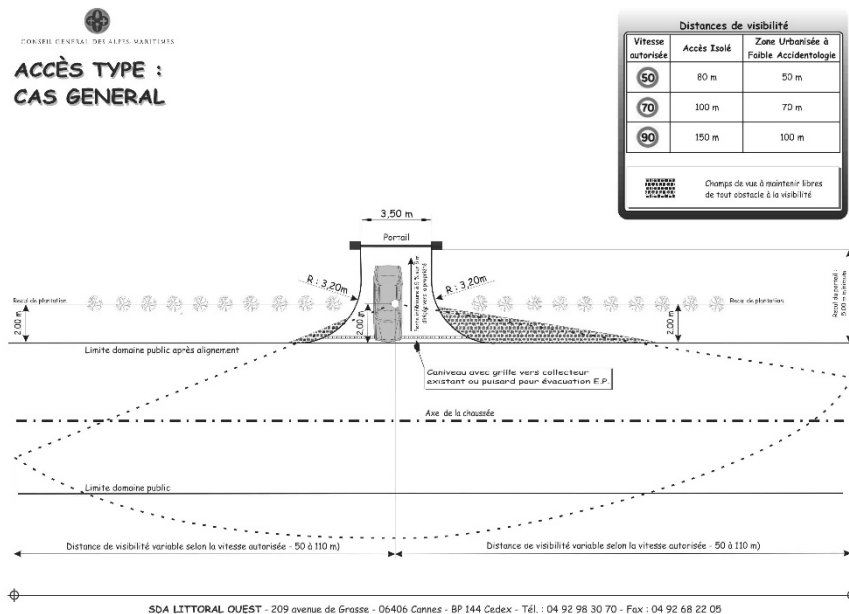 CONSEIL GENERAL DES ALPES-MARITIMES
ACCÈS TYPE :
CAS GENERAL
Distances de visibilité
Vitesse autorisée
Accès Isolé
Zone Urbanisée à Faible Accidentologie
50
80 m
50 m
70
100 m
70 m
90
150 m
100 m
Champs de vue à maintenir libres
de tout obstacle à la visibilité
3,50 m
Portail
R : 3,20m
R : 3,20m
Recul de plantation
Recul de plantation
Recul de portail :
5,00 m minimum
2,00 m
2,00 m
2,00 m
Limite domaine public après alignement
Caniveau avec grille vers collecteur
existant ou puisard pour évacuation E.P.
Axe de la chaussée
Limite domaine public
Distance de visibilité variable selon la vitesse autorisée - 50 à 110 m)
Distance de visibilité variable selon la vitesse autorisée - 50 à 110 m)
SDA LITTORAL OUEST - 209 avenue de Grasse - 06406 Cannes - BP 144 Cedex - Tél. : 04 92 98 30 70 - Fax : 04 92 68 22 05